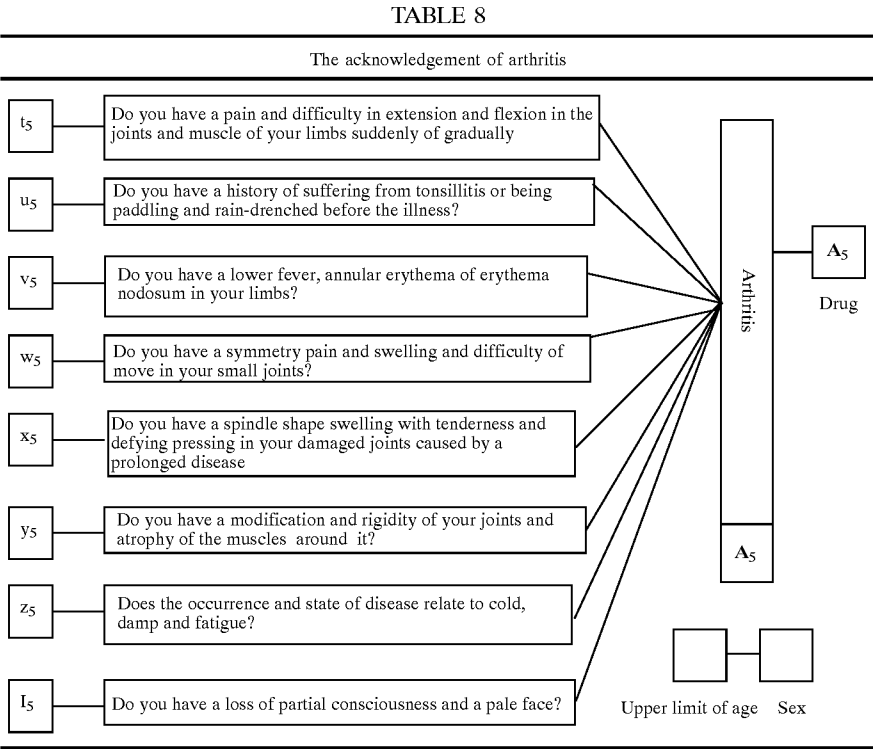 TABLE 8
The acknowledgement of arthritis
t5
Do you have a pain and difficulty in extension and flexion in the
joints and muscle of your limbs suddenly of gradually
u5
Do you have a history of suffering from tonsillitis or being
paddling and rain-drenched before the illness?
v5
Do you have a lower fever, annular erythema of erythema
nodosum in your limbs?
w5
Do you have a symmetry pain and swelling and difficulty of
move in your small joints?
x5
Do you have a spindle shape swelling with tenderness and
defying pressing in your damaged joints caused by a
prolonged disease
y5
Do you have a modification and rigidity of your joints and
atrophy of the muscles around it?
z5
Does the occurrence and state of disease relate to cold,
damp and fatigue?
I5
Do you have a loss of partial consciousness and a pale face?
Arthritis
A5
A5
Drug
Upper limit of age
Sex